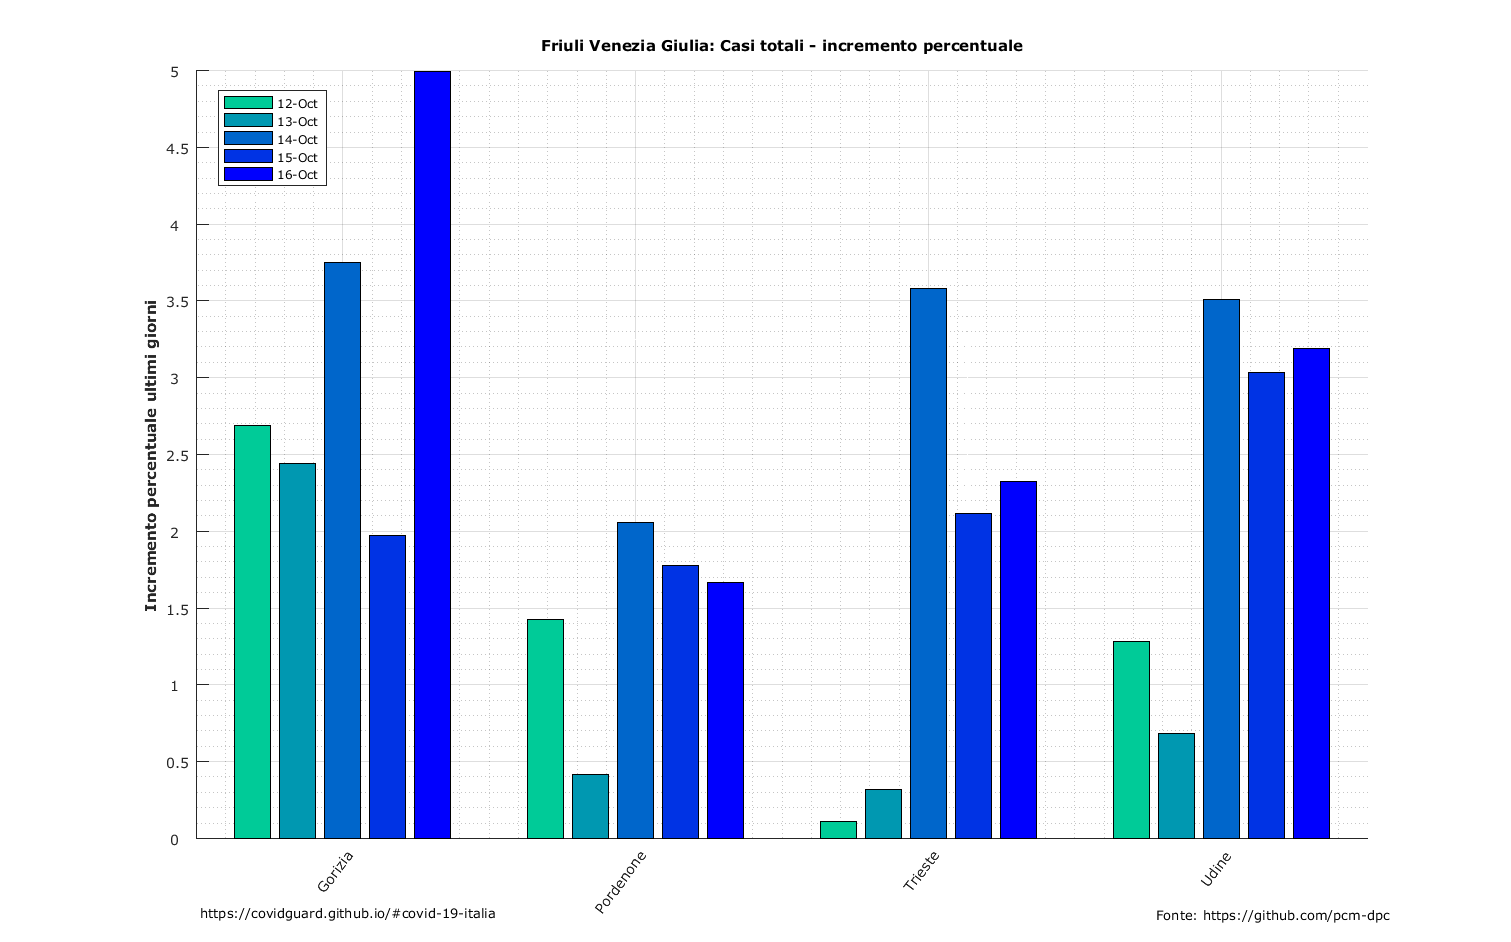 Friuli Venezia Giulia: Casi totali - incremento percentuale
5
4.5
4
3.5
3
2.5
2
1.5
1
0.5
0
Incremento percentuale ultimi giorni
12-Oct
13-Oct
14-Oct
15-Oct
16-Oct
Gorizia
Pordenone
Trieste
Udine
https://covidguard.github.io/#covid-19-italia
Fonte: https://github.com/pcm-dpc